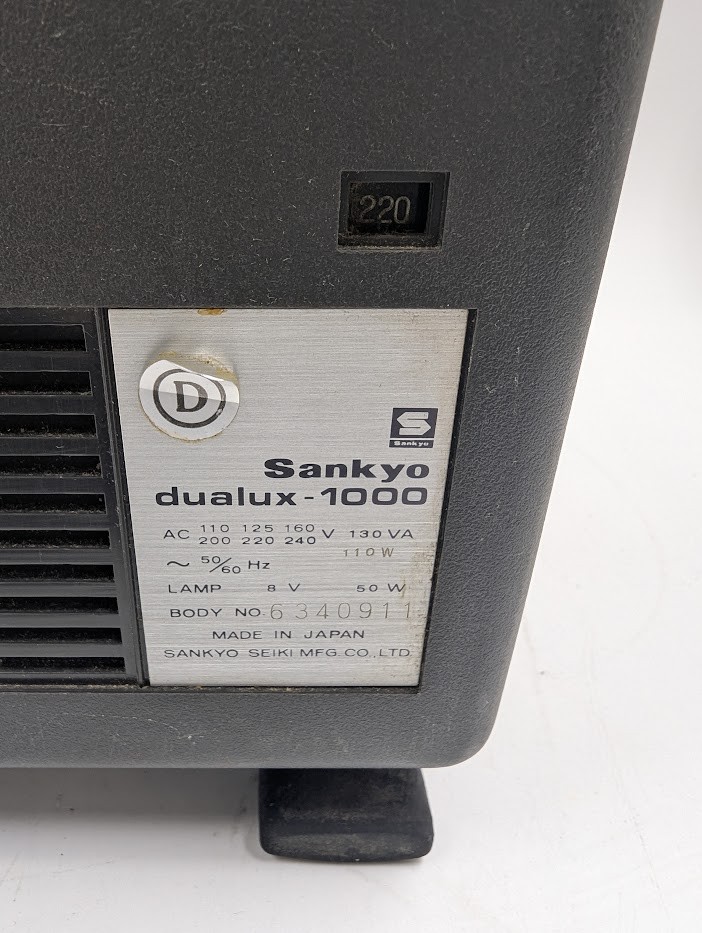 220
D
S
Sankyo
Sankyo
dualux-1000
AC 110 125 160 V 130 VA
200 220 240
110 W
~ 50/60 Hz
LAMP 8 V 50 W
BODY NO. 6340911
MADE IN JAPAN
SANKYO SEIKI MFG. CO., LTD